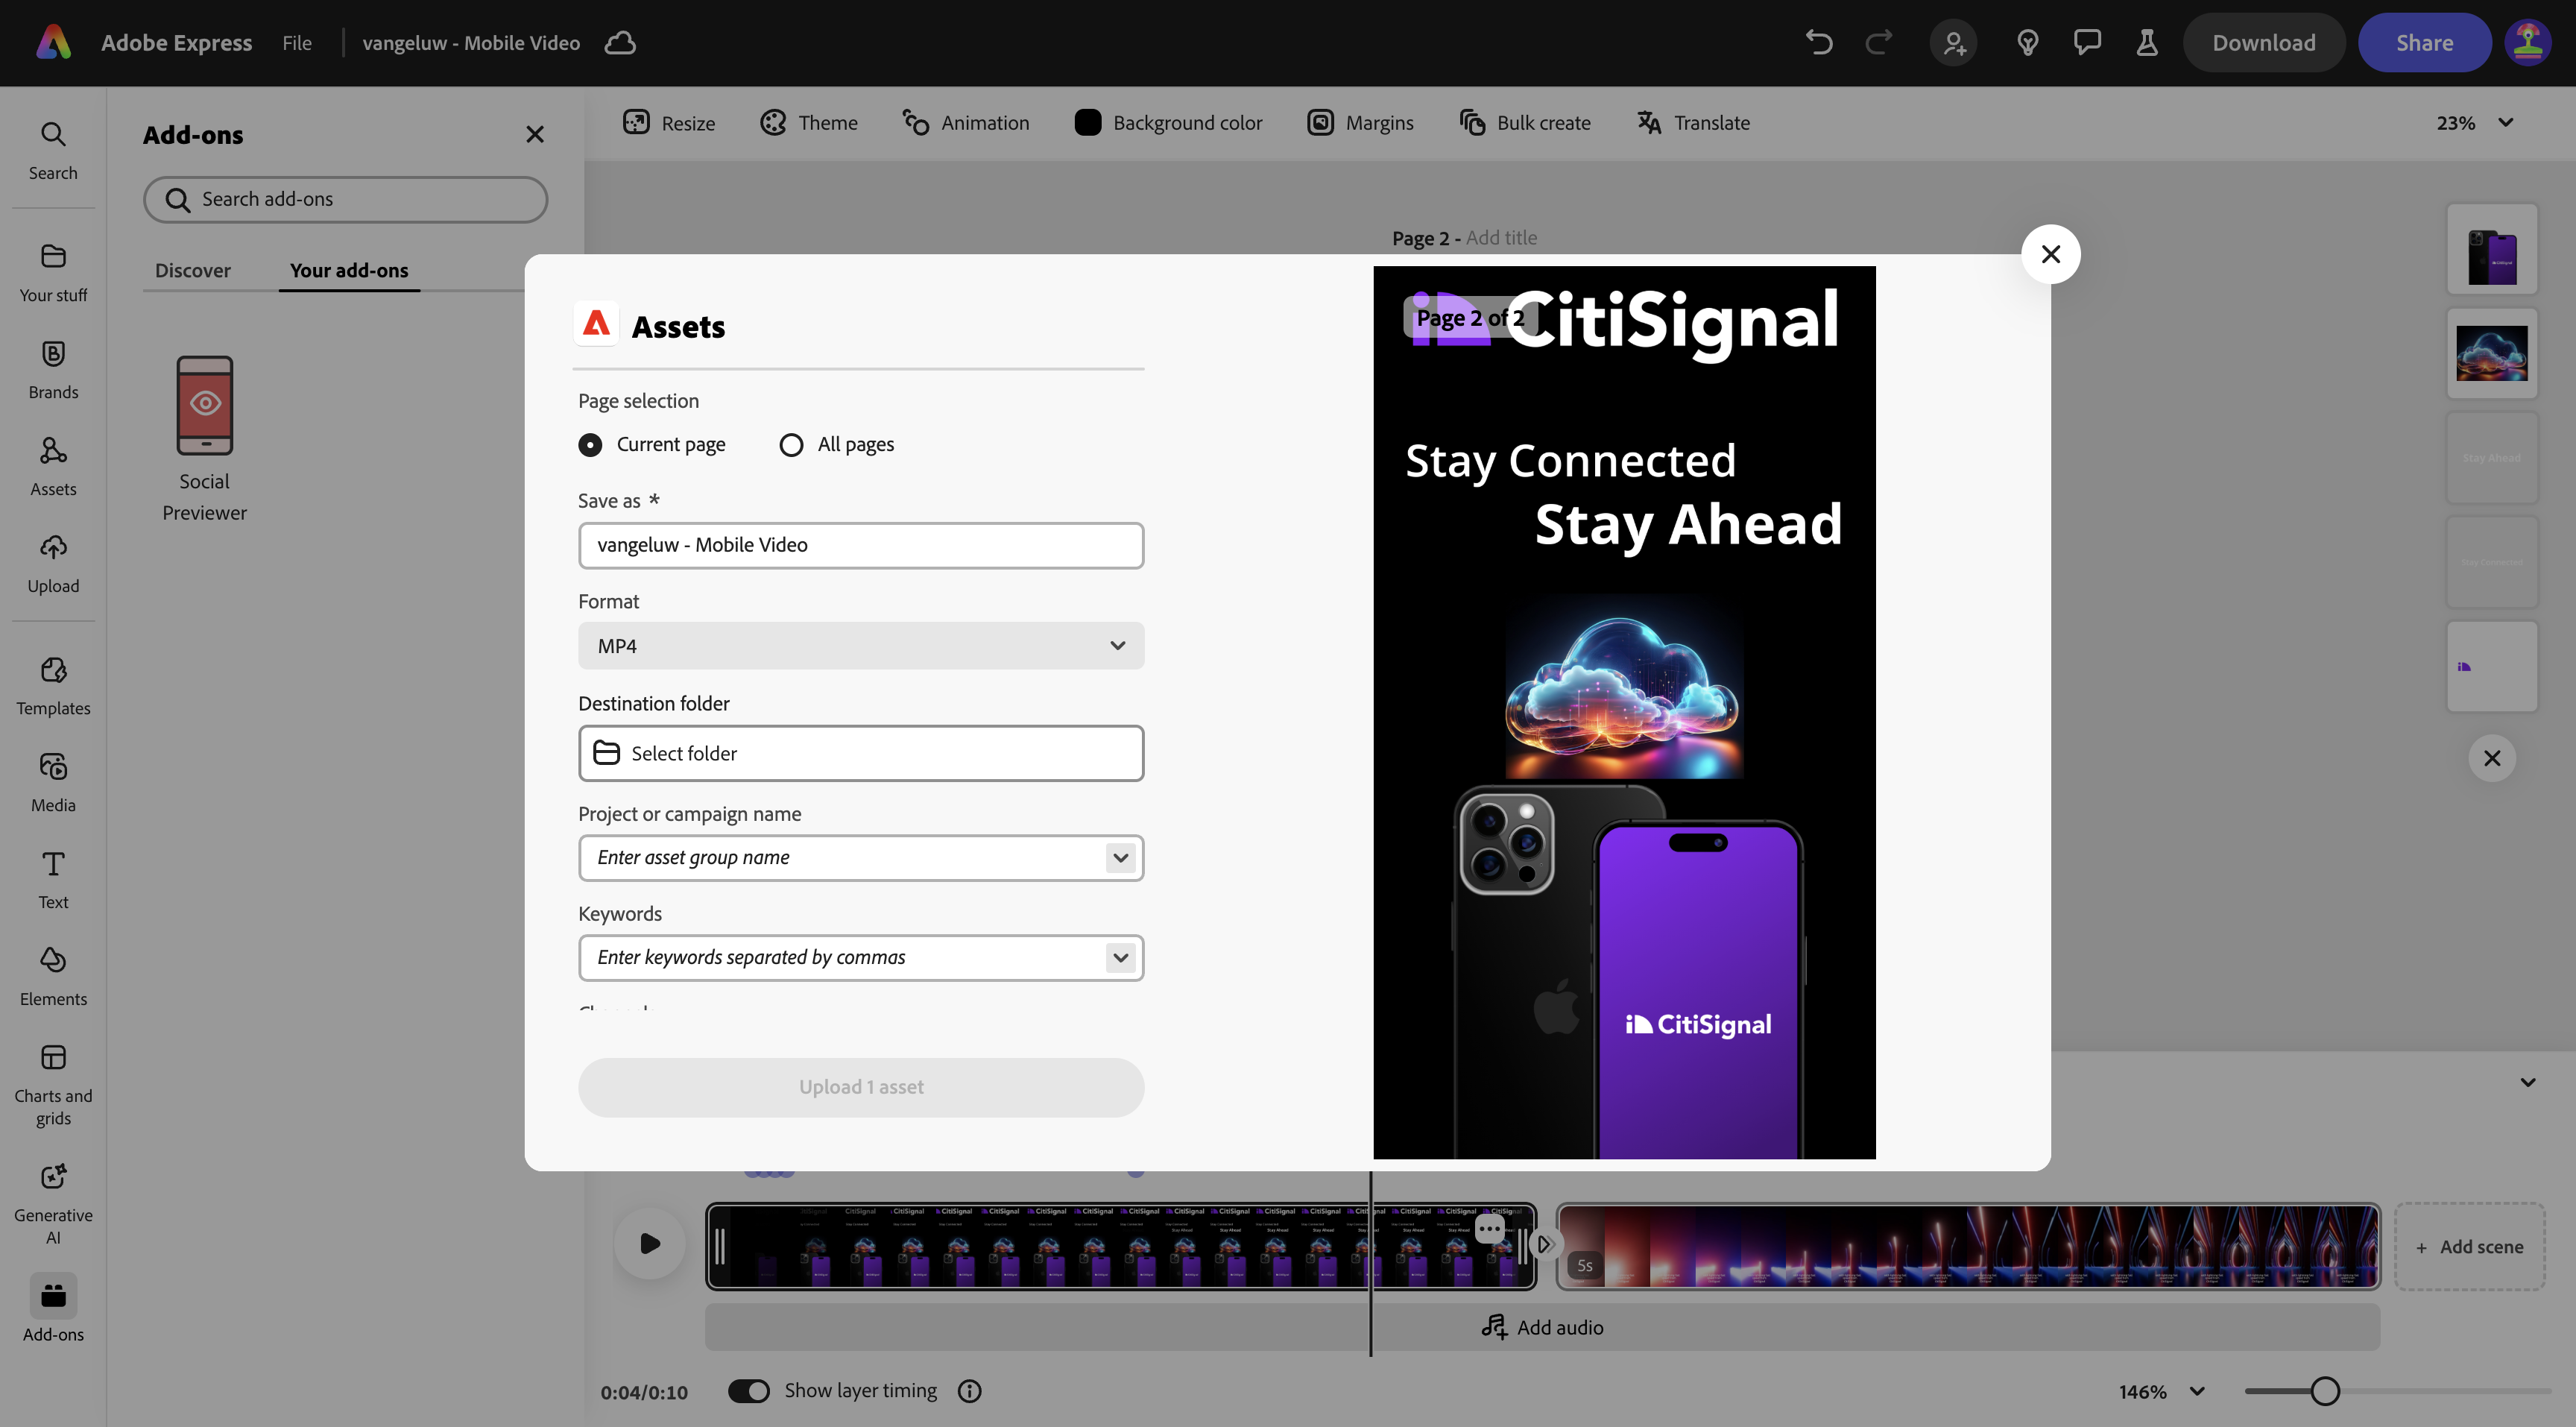 Adobe Express
File
vangeluw - Mobile Video
Download
Share
Search
Your stuff
Brands
Assets
Upload
Templates
Media
Text
Elements
Charts and
grids
Generative
AI
Add-ons
Add-ons
Search add-ons
Discover
Your add-ons
Social
Previewer
Resize
Theme
Animation
Background color
Margins
Bulk create
Translate
23%
Page 2 - Add title
Assets
Page selection
Current page
All pages
Save as *
vangeluw - Mobile Video
Format
MP4
Destination folder
Select folder
Project or campaign name
Enter asset group name
Keywords
Enter keywords separated by commas
Upload 1 asset
Page 2 of 2
CitiSignal
Stay Connected
Stay Ahead
CitiSignal
Stay Ahead
Stay Connected
5s
+ Add scene
Add audio
0:04/0:10
Show layer timing
146%